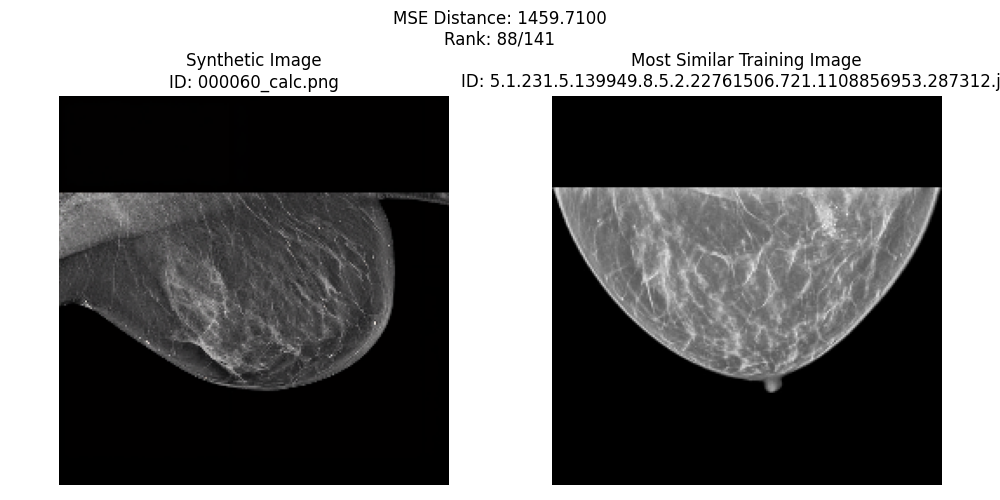 MSE Distance: 1459.7100
Rank: 88/141
Synthetic Image
ID: 000060_calc.png
Most Similar Training Image
ID: 5.1.231.5.139949.8.5.2.22761506.721.1108856953.287312.j